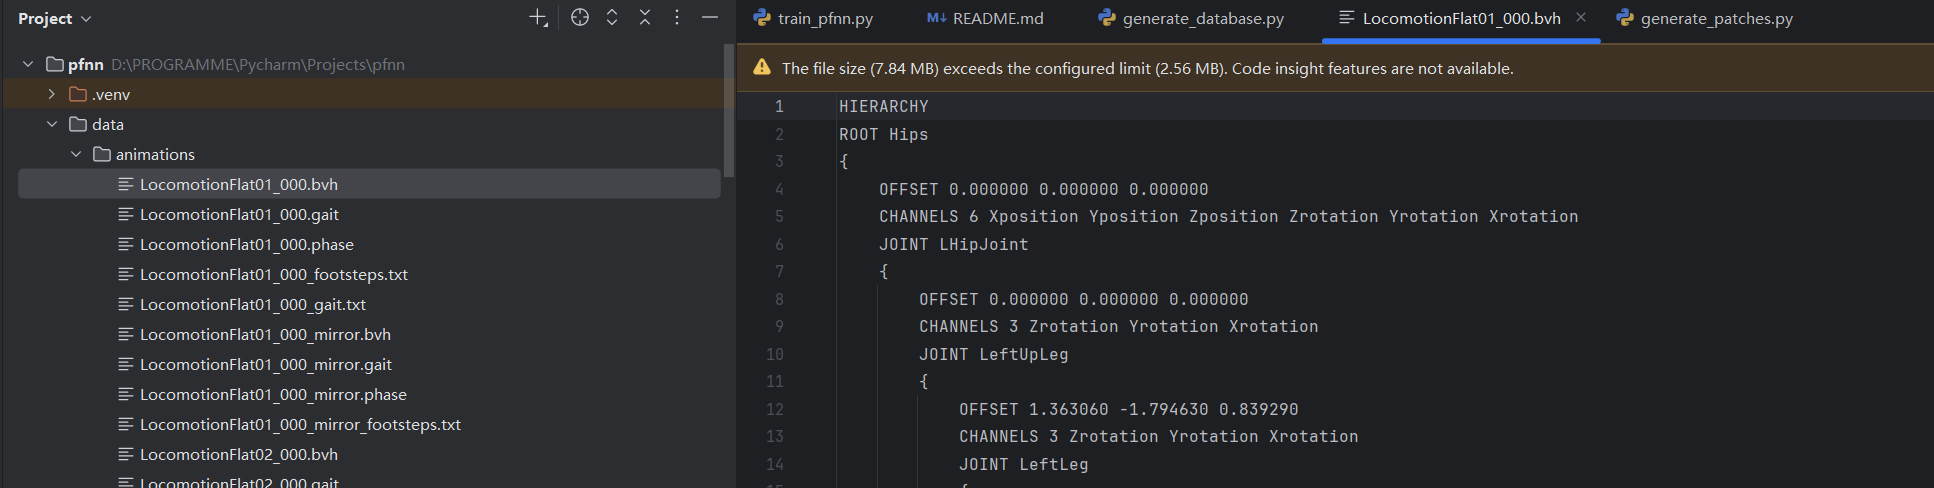 Project
pfnn D:\PROGRAMME\Pycharm\Projects\pfnn
.venv
data
animations
LocomotionFlat01_000.bvh
LocomotionFlat01_000.gait
LocomotionFlat01_000.phase
LocomotionFlat01_000_footsteps.txt
LocomotionFlat01_000_gait.txt
LocomotionFlat01_000_mirror.bvh
LocomotionFlat01_000_mirror.gait
LocomotionFlat01_000_mirror.phase
LocomotionFlat01_000_mirror_footsteps.txt
LocomotionFlat02_000.bvh
LocomotionFlat02_000.gait
train_pfnn.py
M↓ README.md
generate_database.py
LocomotionFlat01_000.bvh
generate_patches.py
The file size (7.84 MB) exceeds the configured limit (2.56 MB). Code insight features are not available.
1 HIERARCHY
2 ROOT Hips
3 {
4 OFFSET 0.000000 0.000000 0.000000
5 CHANNELS 6 Xposition Yposition Zposition Zrotation Yrotation Xrotation
6 JOINT LHipJoint
7 {
8 OFFSET 0.000000 0.000000 0.000000
9 CHANNELS 3 Zrotation Yrotation Xrotation
10 JOINT LeftUpLeg
11 {
12 OFFSET 1.363060 -1.794630 0.839290
13 CHANNELS 3 Zrotation Yrotation Xrotation
14 JOINT LeftLeg
15 {